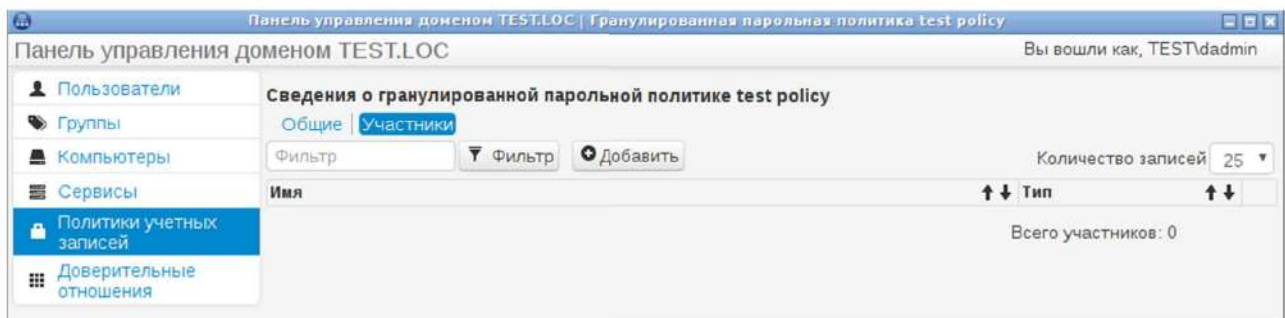 Панель управления доменом TEST.LOC | Гранулированная парольная политика test policy
Панель управления доменом TEST.LOC
Вы вошли как, TEST\dadmin
Пользователи
Группы
Компьютеры
Сервисы
Политики учетных
записей
Доверительные
отношения
Сведения о гранулированной парольной политике test policy
Общие | Участники
Фильтр Фильтр Добавить Количество записей 25
Имя Тип
Всего участников: 0